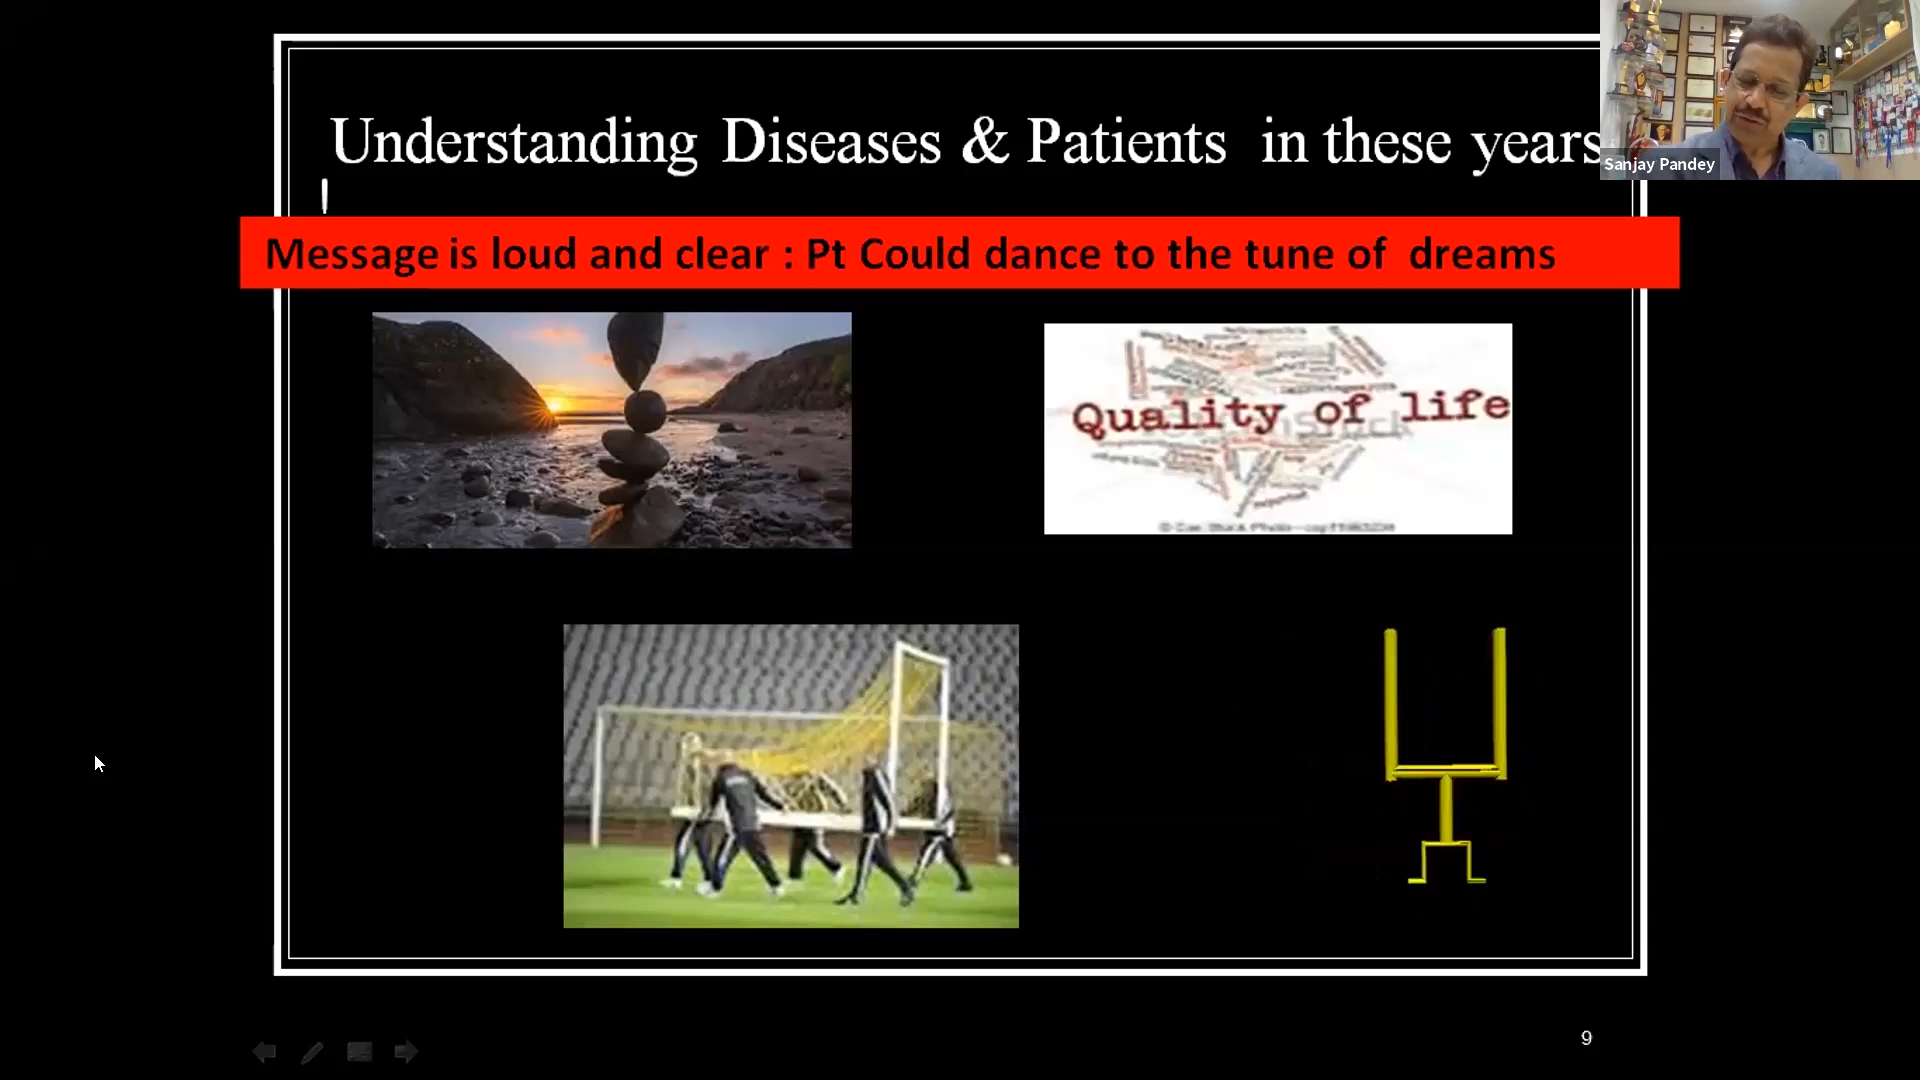 Understanding Diseases & Patients in these years
Sanjay Pandey
Message is loud and clear : Pt Could dance to the tune of dreams
Quality of life
9